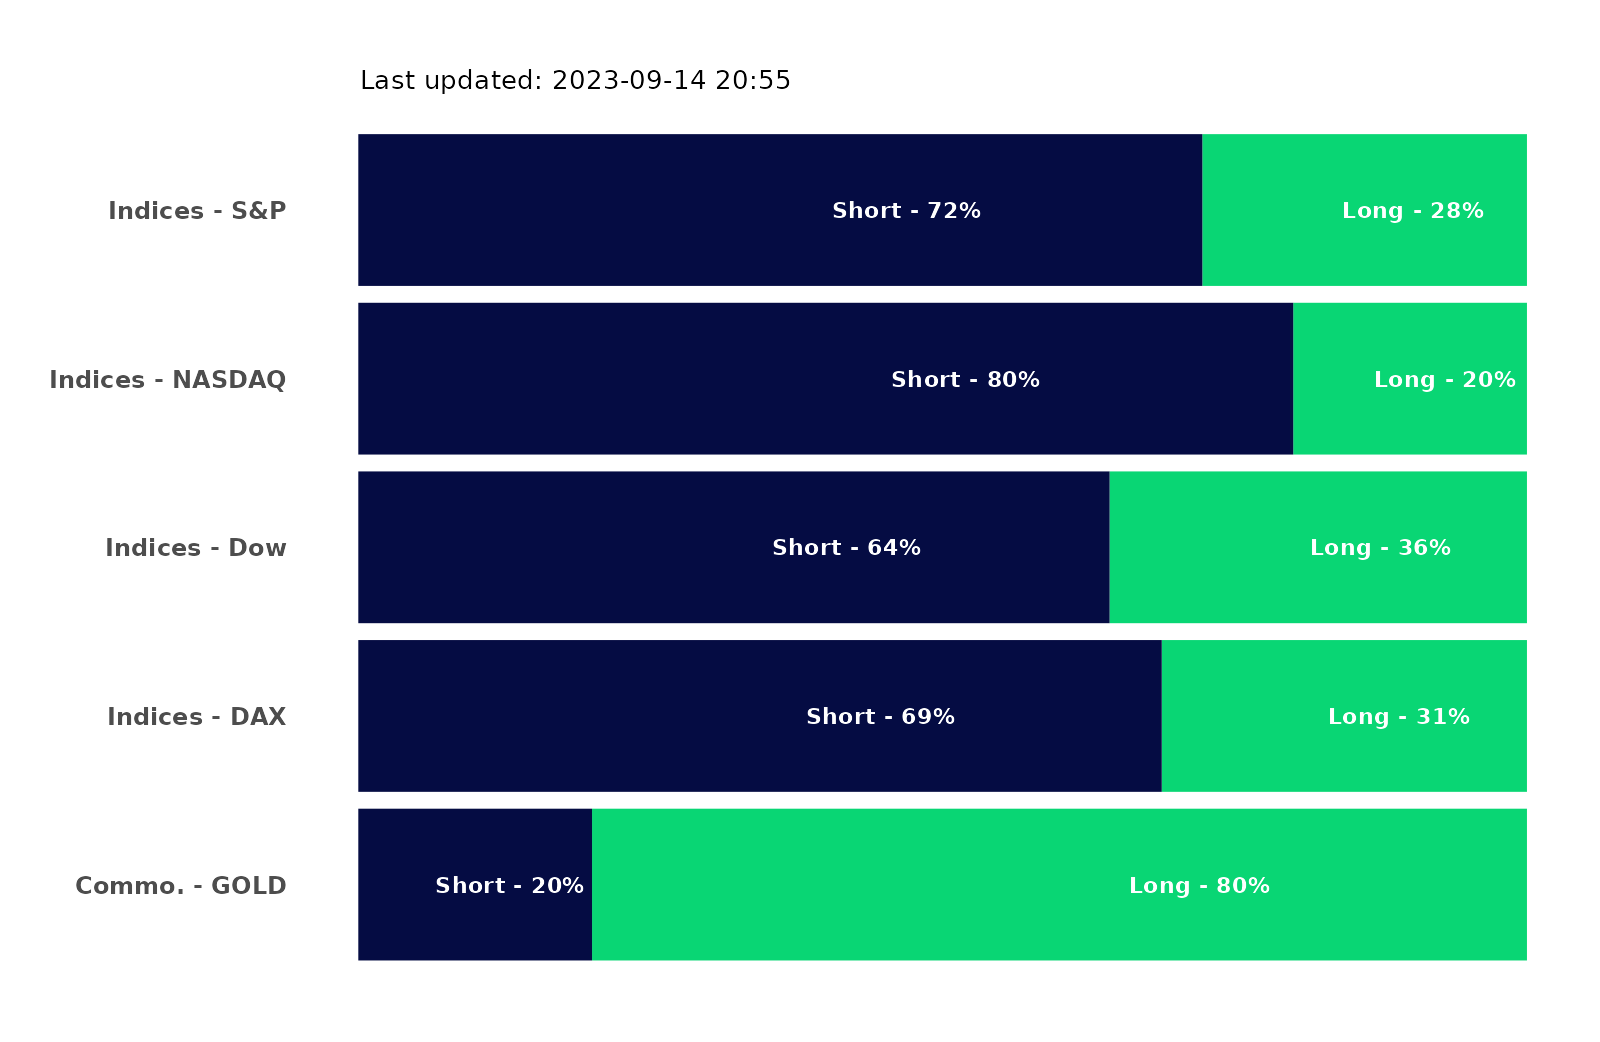 Last updated: 2023-09-14 20:55
Indices - S&P Short - 72% Long - 28%
Indices - NASDAQ Short - 80% Long - 20%
Indices - Dow Short - 64% Long - 36%
Indices - DAX Short - 69% Long - 31%
Commo. - GOLD Short - 20% Long - 80%